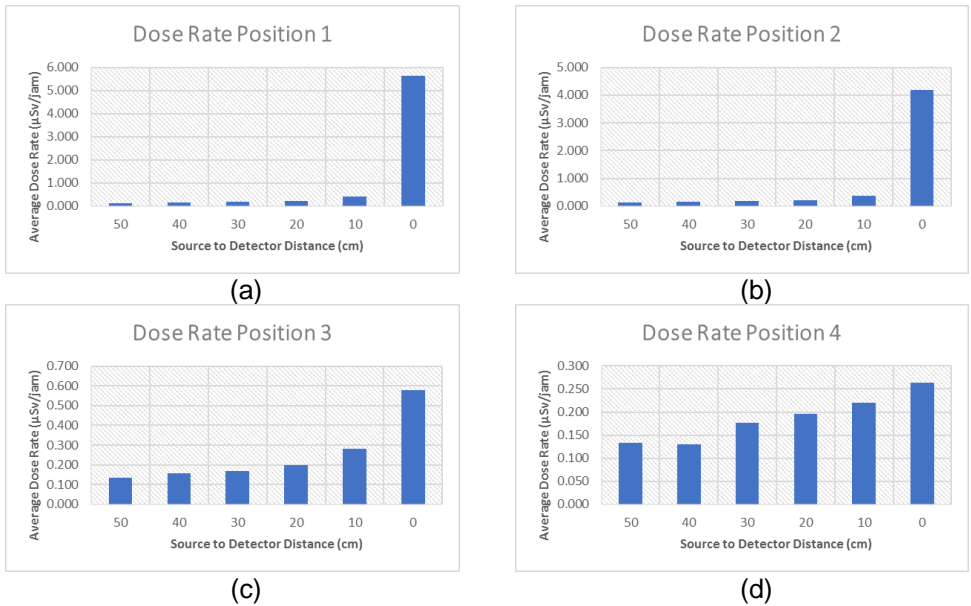 Dose Rate Position 1
Average Dose Rate (µSv/jam)
6.000
5.000
4.000
3.000
2.000
1.000
0.000
50 40 30 20 10 0
Source to Detector Distance (cm)
(a)
Dose Rate Position 2
Average Dose Rate (µSv/jam)
5.000
4.000
3.000
2.000
1.000
0.000
50 40 30 20 10 0
Source to Detector Distance (cm)
(b)
Dose Rate Position 3
Average Dose Rate (µSv/jam)
0.700
0.600
0.500
0.400
0.300
0.200
0.100
0.000
50 40 30 20 10 0
Source to Detector Distance (cm)
(c)
Dose Rate Position 4
Average Dose Rate (µSv/jam)
0.300
0.250
0.200
0.150
0.100
0.050
0.000
50 40 30 20 10 0
Source to Detector Distance (cm)
(d)